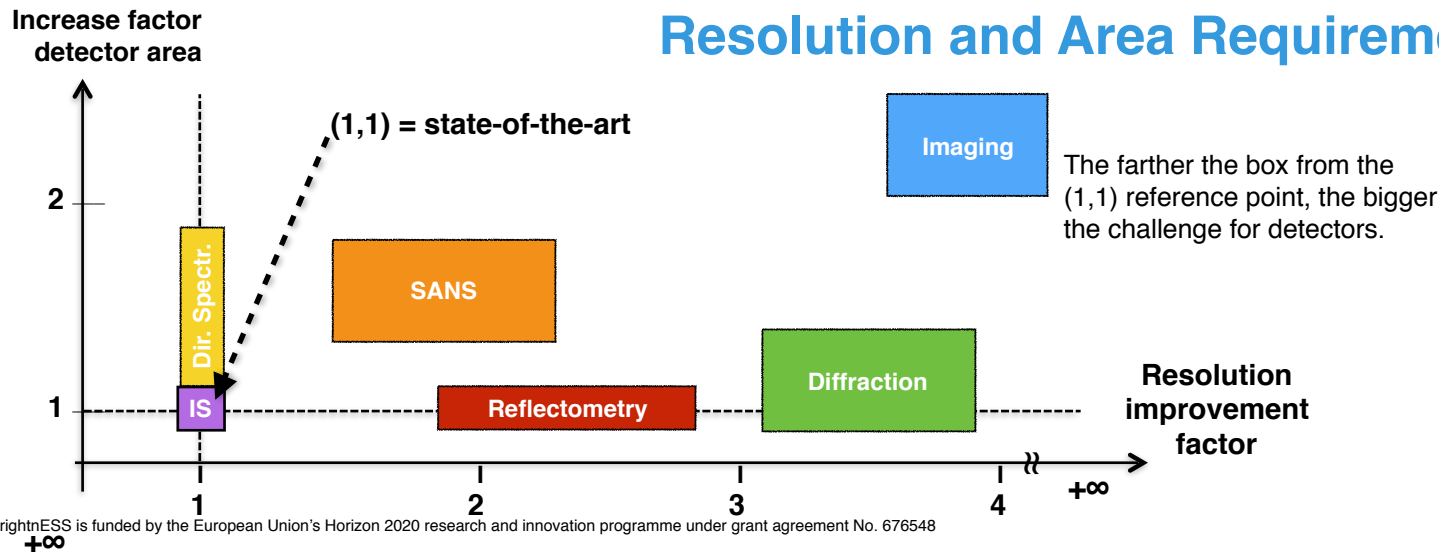 Increase factor
detector area
Resolution and Area
(1,1) = state-of-the-art
Imaging
The farther the box from the
(1,1) reference point, the bigger
the challenge for detectors.
2
Dir. Spectr.
SANS
Diffraction
Resolution
improvement
factor
1
IS
Reflectometry
1
2
3
4
≈
+∞
rightnESS is funded by the European Union's Horizon 2020 research and innovation programme under grant agreement No. 676548
+∞